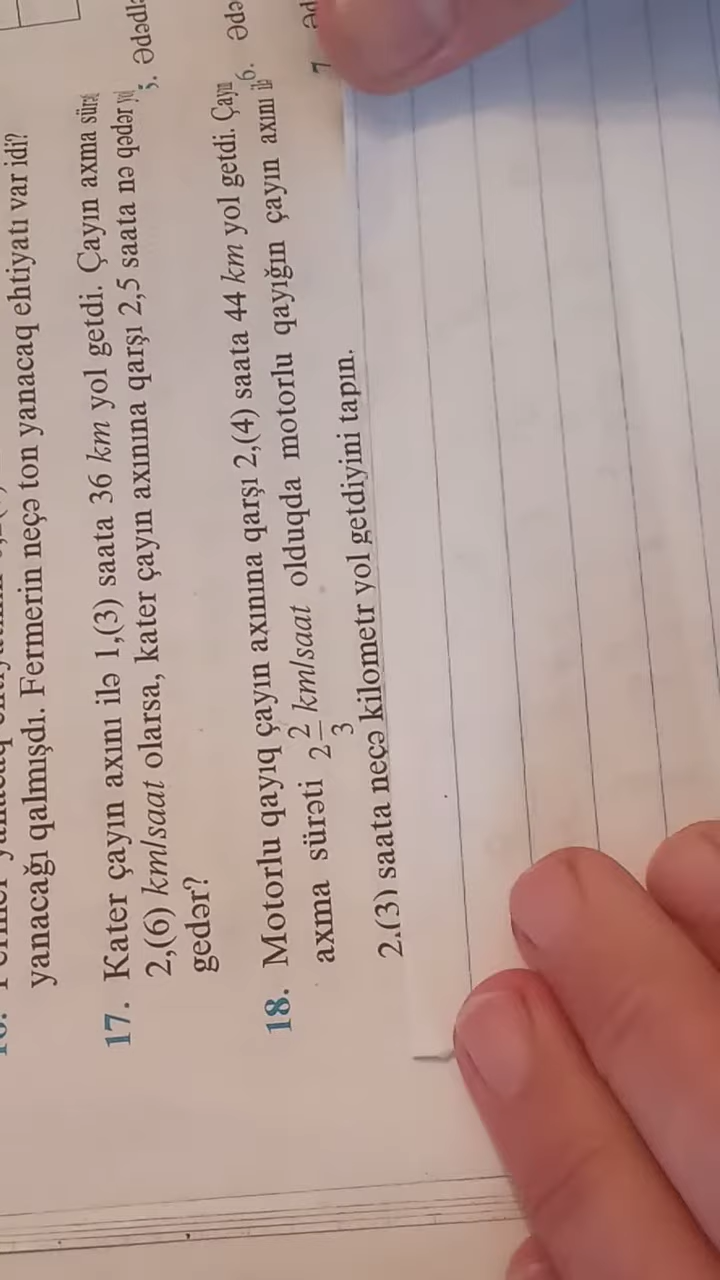 yanacağı qalmışdı. Fermerin neçə ton yanacaq ehtiyatı var idi?
17. Kater çayın axını ilə 1,(3) saata 36 km yol getdi. Çayın axma
2,(6) km/saat olarsa, kater çayın axınına qarşı 2,5 saata nə qədər
gedər?
18. Motorlu qayıq çayın axınına qarşı 2,(4) saata 44 km yol getdi.
axma sürəti 2 2/3 km/saat olduqda motorlu qayığın çayın axını
2,(3) saata neçə kilometr yol getdiyini tapın.
6.
7